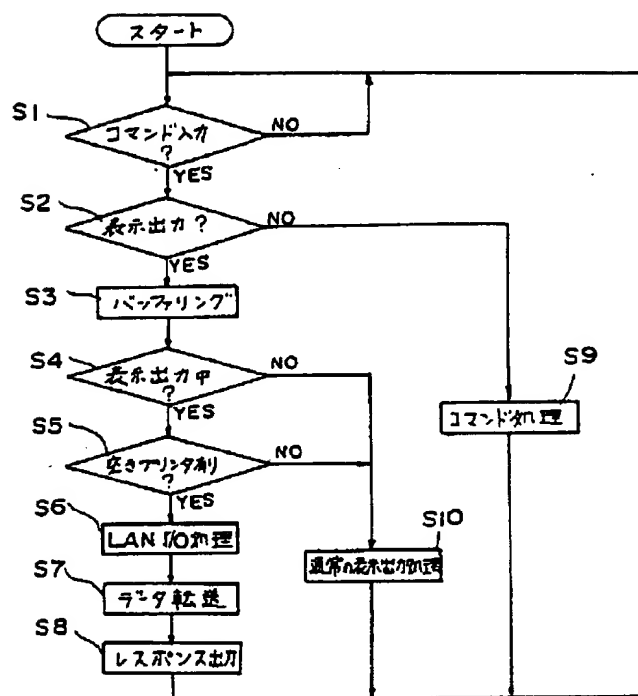 スタート
S1
コマンド入力
?
NO
YES
S2
表示出力?
NO
YES
S3
バッファリング
S4
表示出力中
?
NO
YES
S5
空きプリンタ有り
?
NO
YES
S6
LAN I/O処理
S7
データ転送
S8
レスポンス出力
S9
コマンド処理
S10
通常の表示出力処理